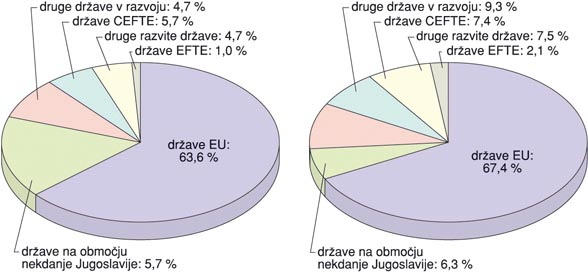 druge države v razvoju: 4,7 %
države CEFTE: 5,7 %
druge razvite države: 4,7 %
države EFTE: 1,0 %
države EU:
63,6 %
države na območju
nekdanje Jugoslavije: 5,7 %
druge države v razvoju: 9,3 %
države CEFTE: 7,4 %
druge razvite države: 7,5 %
države EFTE: 2,1 %
države EU:
67,4 %
države na območju
nekdanje Jugoslavije: 6,3 %